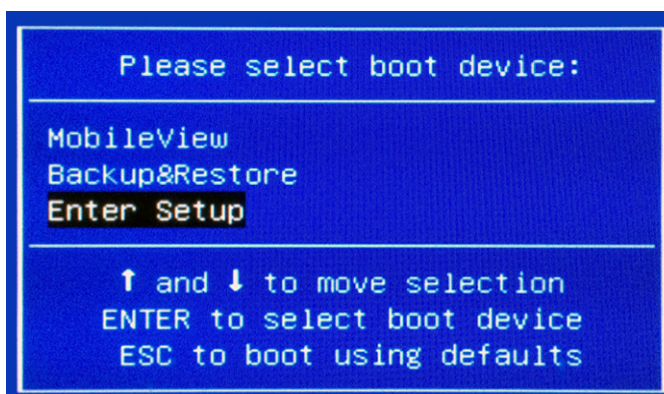 Please select boot device:
MobileView
Backup&Restore
Enter Setup
↑ and ↓ to move selection
ENTER to select boot device
ESC to boot using defaults